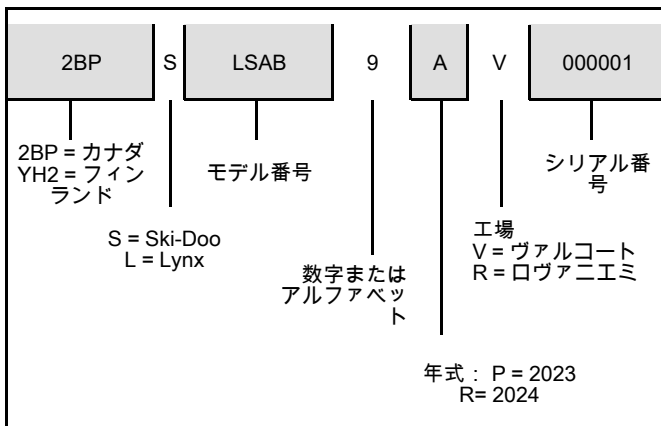 2BP S LSAB 9 A V 000001
2BP = カナダ
YH2 = フィン
ランド
モデル番号
シリアル番
号
S = Ski-Doo
L = Lynx
工場
V = ヴァルコート
R = ロヴァニエミ
数字または
アルファベッ
ト
年式 : P = 2023
R= 2024